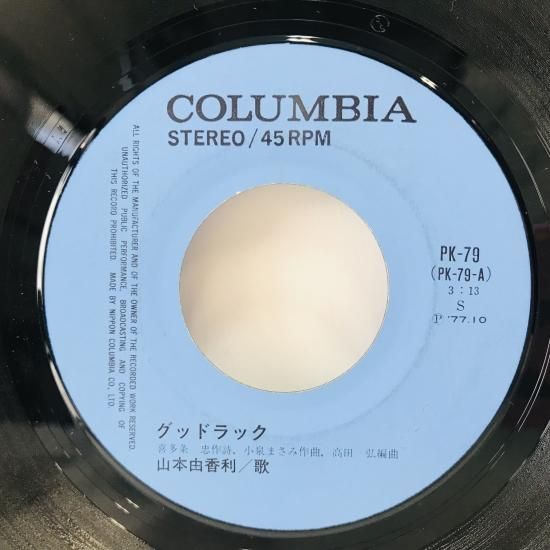 COLUMBIA
STEREO/45RPM
ALL RIGHTS OF THE MANUFACTURER AND OF THE OWNER OF THE RECORDED WORK RESERVED.
UNAUTHORIZED PUBLIC PERFORMANCE, BROADCASTING AND COPYING OF
THIS RECORD PROHIBITED. MADE BY NIPPON COLUMBIA CO., LTD.
PK-79
(PK-79-A)
3:13
S
Ⓟ '77.10
グッドラック
喜多条 忠作詩、小泉まさみ作曲、高田 弘編曲
山本由香利/歌